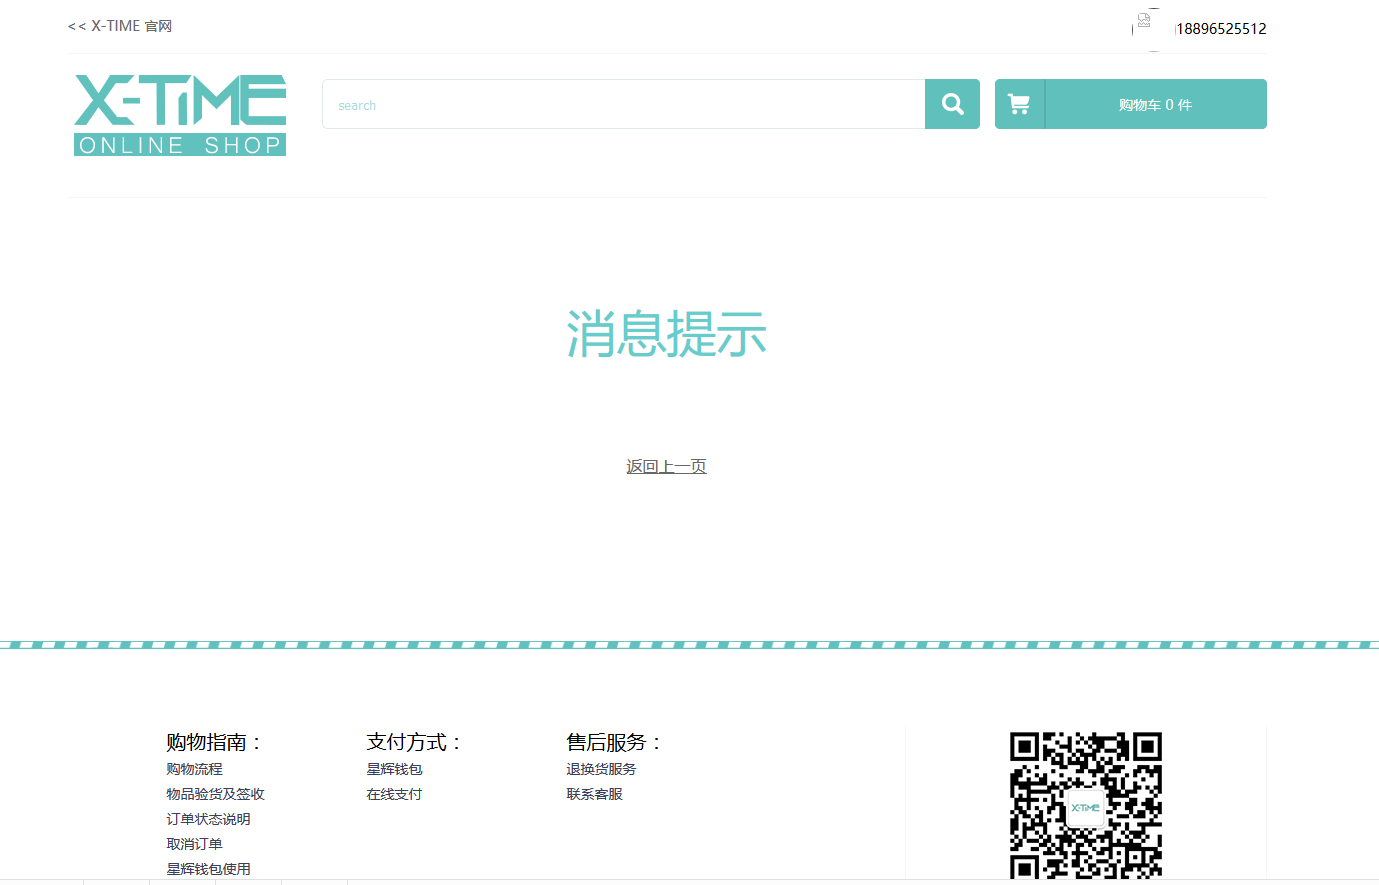 << X-TIME 官网
18896525512
X-TIME
ONLINE SHOP
search
购物车 0 件
消息提示
返回上一页
购物指南：
购物流程
物品验货及签收
订单状态说明
取消订单
星辉钱包使用
支付方式：
星辉钱包
在线支付
售后服务：
退换货服务
联系客服
X-TIME